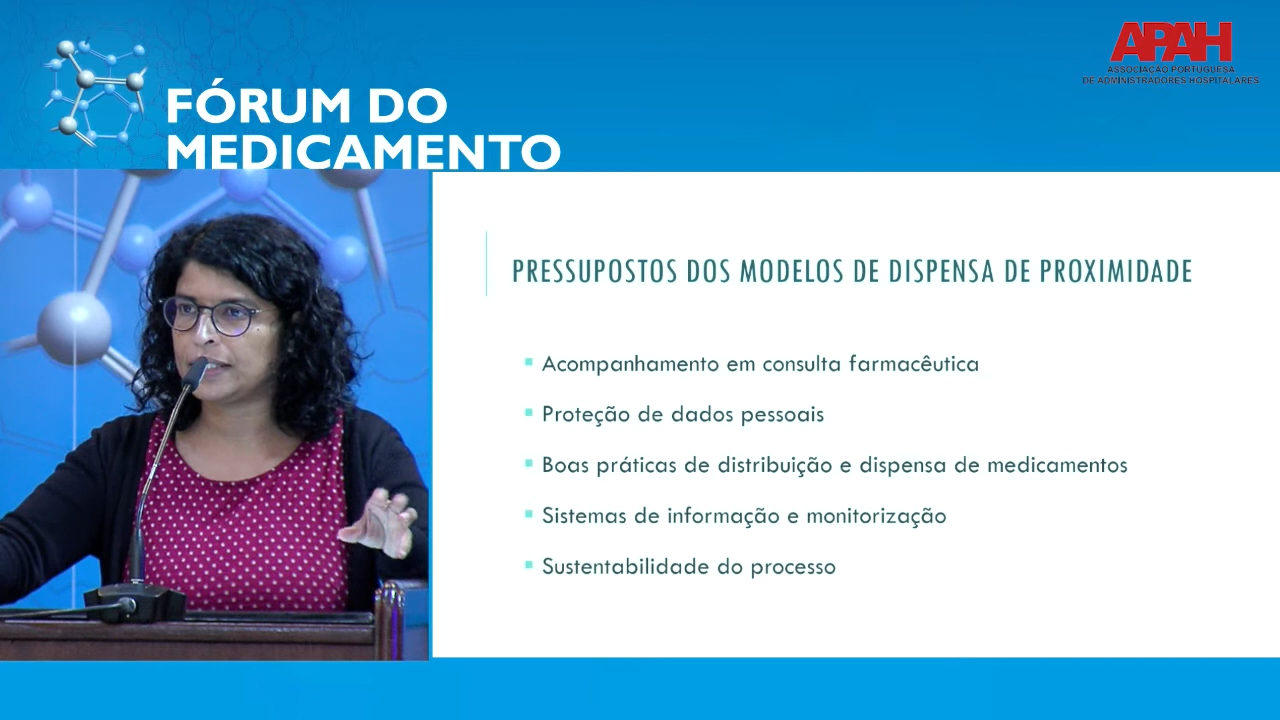 FÓRUM DO
MEDICAMENTO
APAH
ASSOCIAÇÃO PORTUGUESA
DE ADMINISTRADORES HOSPITALARES
PRESSUPOSTOS DOS MODELOS DE DISPENSA DE PROXIMIDADE
Acompanhamento em consulta farmacêutica
Proteção de dados pessoais
Boas práticas de distribuição e dispensa de medicamentos
Sistemas de informação e monitorização
Sustentabilidade do processo